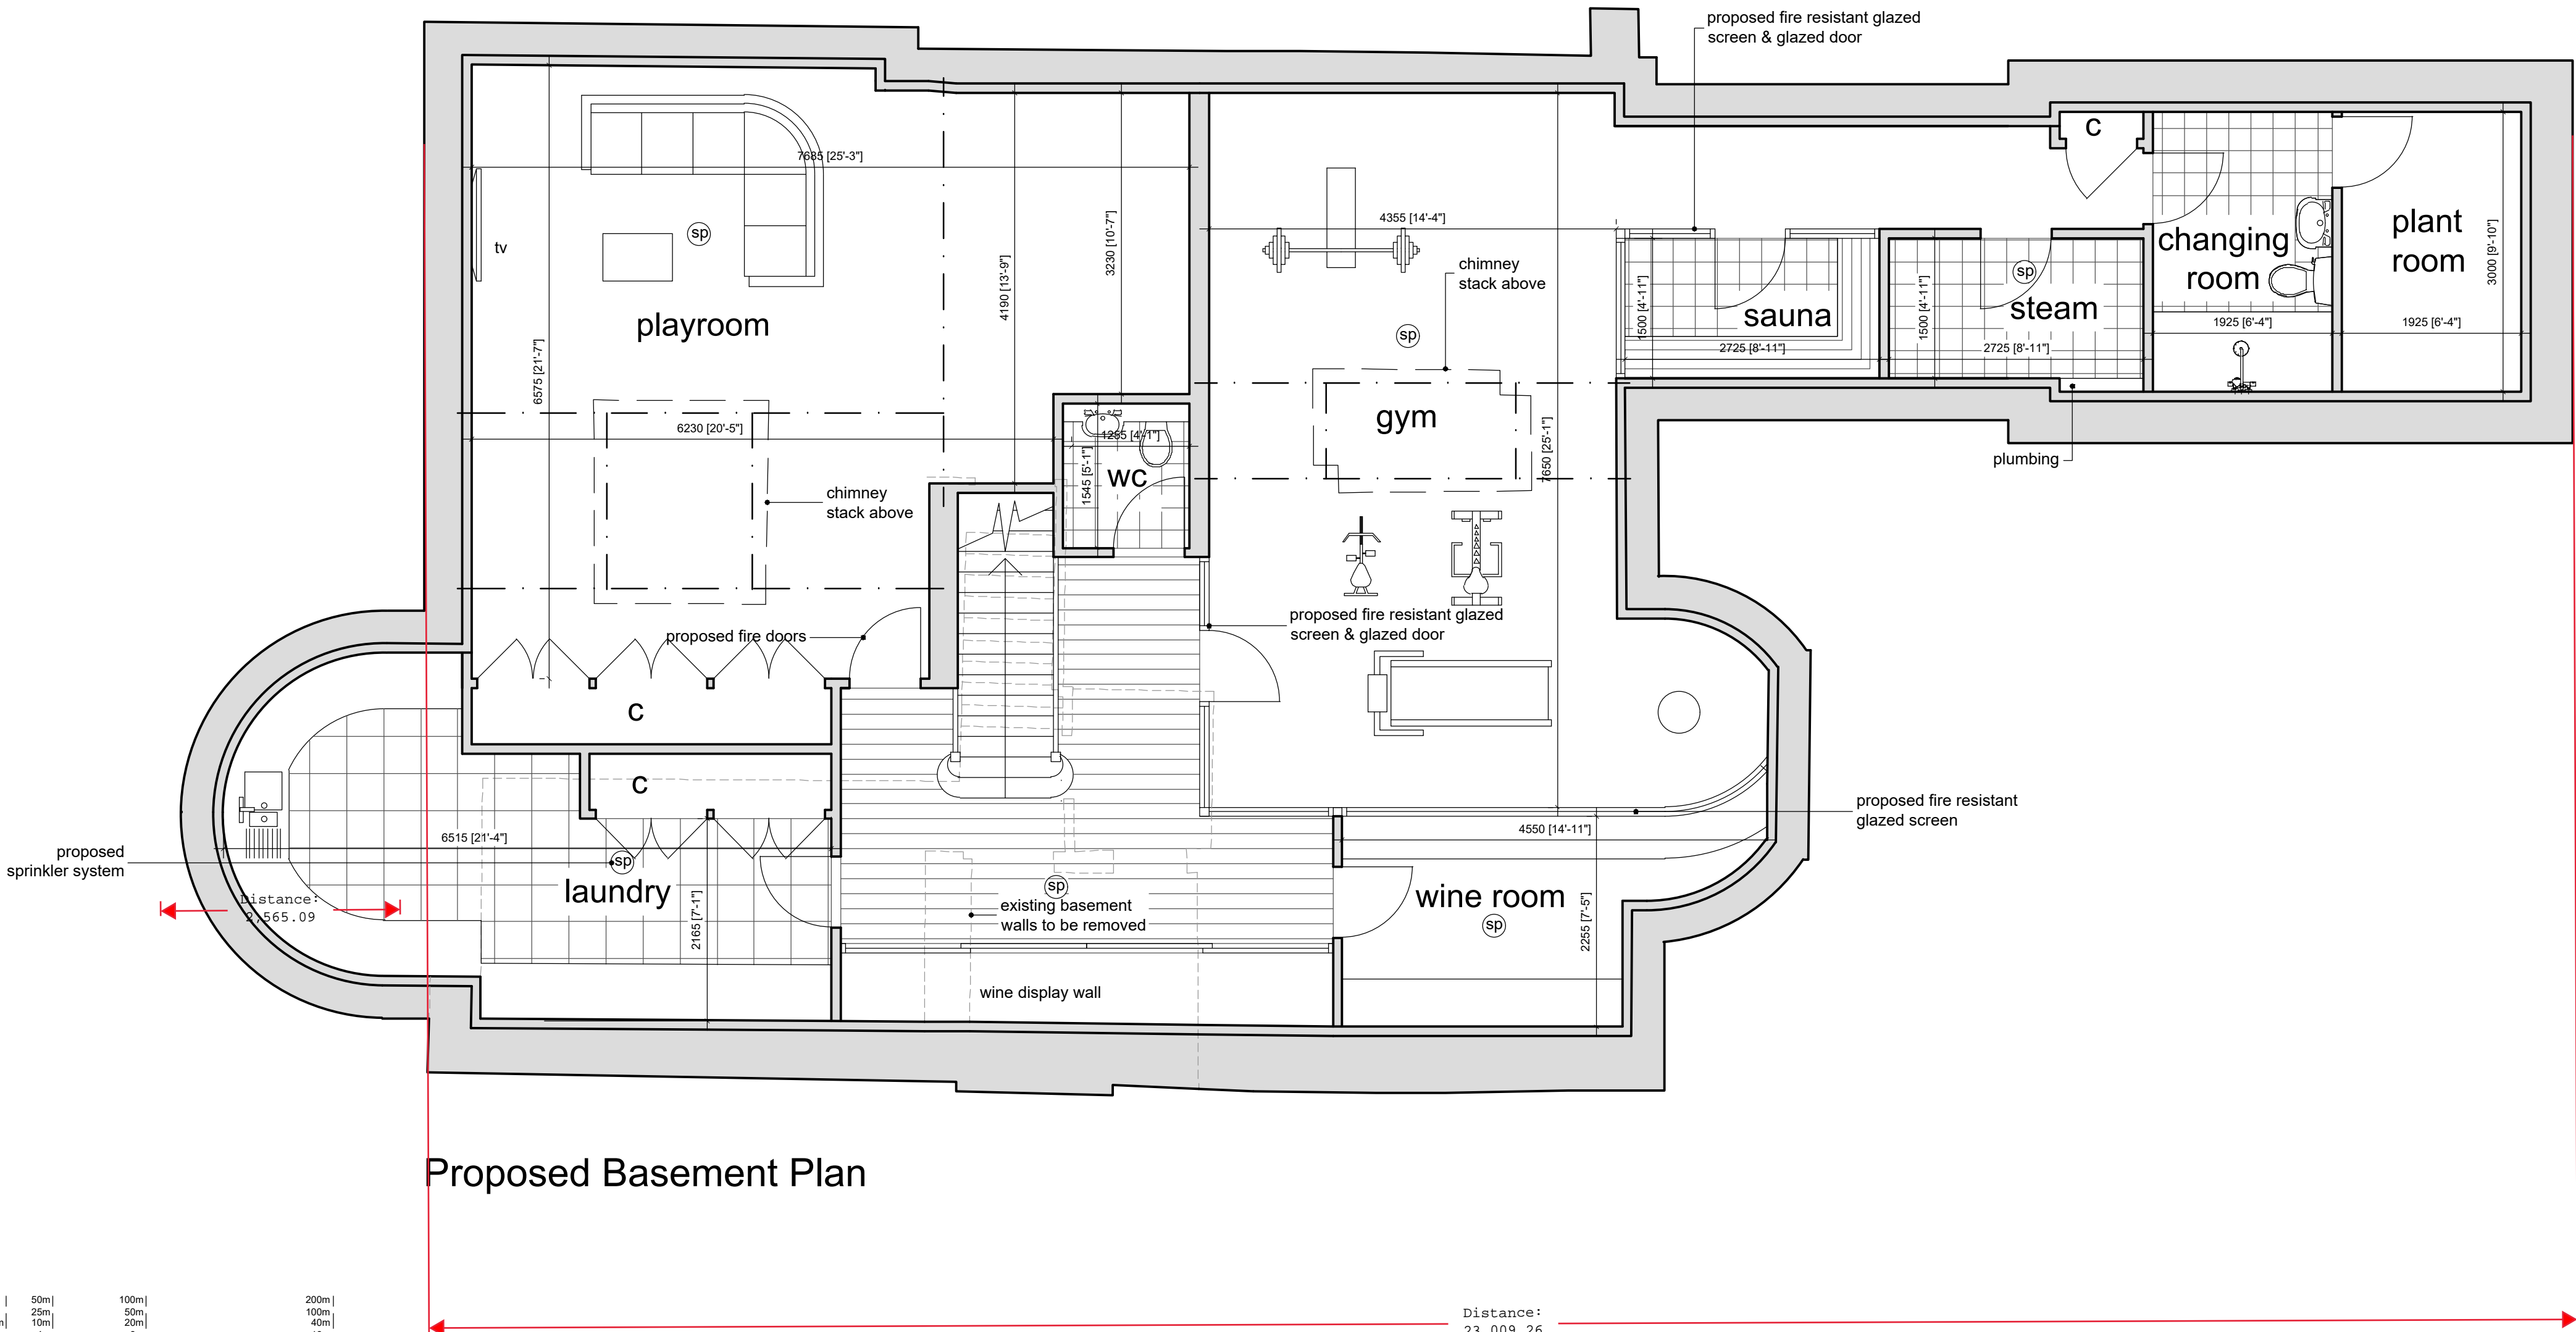 proposed fire resistant glazed
screen & glazed door
c
7685 [25'-3"]
sp
tv
playroom
6575 [21'-7"]
4190 [13'-9"]
3230 [10'-7"]
4355 [14'-4"]
chimney
stack above
sp
gym
7650 [25'-1"]
1500 [4'-11"]
sauna
2725 [8'-11"]
1500 [4'-11"]
sp
steam
2725 [8'-11"]
changing
room
1925 [6'-4"]
plant
room
3000 [9'-10"]
1925 [6'-4"]
plumbing
6230 [20'-5"]
chimney
stack above
wc
1545 [5'-1"]
proposed fire doors
proposed fire resistant glazed
screen & glazed door
c
c
6515 [21'-4"]
proposed
sprinkler system
sp
laundry
2165 [7'-1"]
Distance:
2,565.09
sp
existing basement
walls to be removed
wine display wall
4550 [14'-11"]
wine room
sp
2255 [7'-5"]
proposed fire resistant
glazed screen
Proposed Basement Plan
50m 100m 200m
25m 50m 100m
10m 20m 40m
Distance:
23,009.26